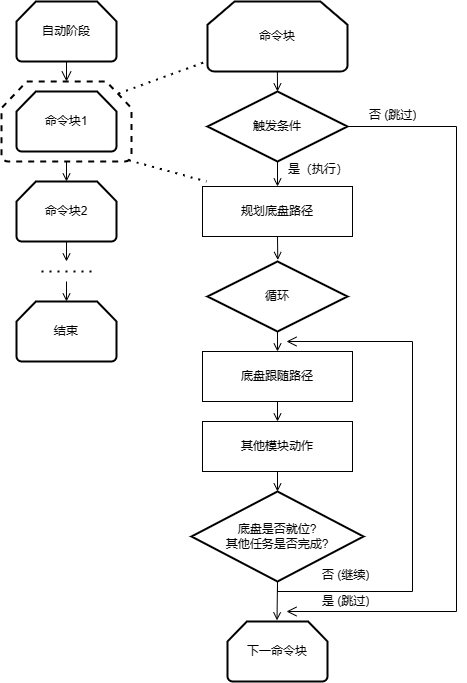 自动阶段
命令块1
命令块2
结束
命令块
触发条件
否 (跳过)
是（执行）
规划底盘路径
循环
底盘跟随路径
其他模块动作
底盘是否就位?
其他任务是否完成?
否 (继续)
是 (跳过)
下一命令块